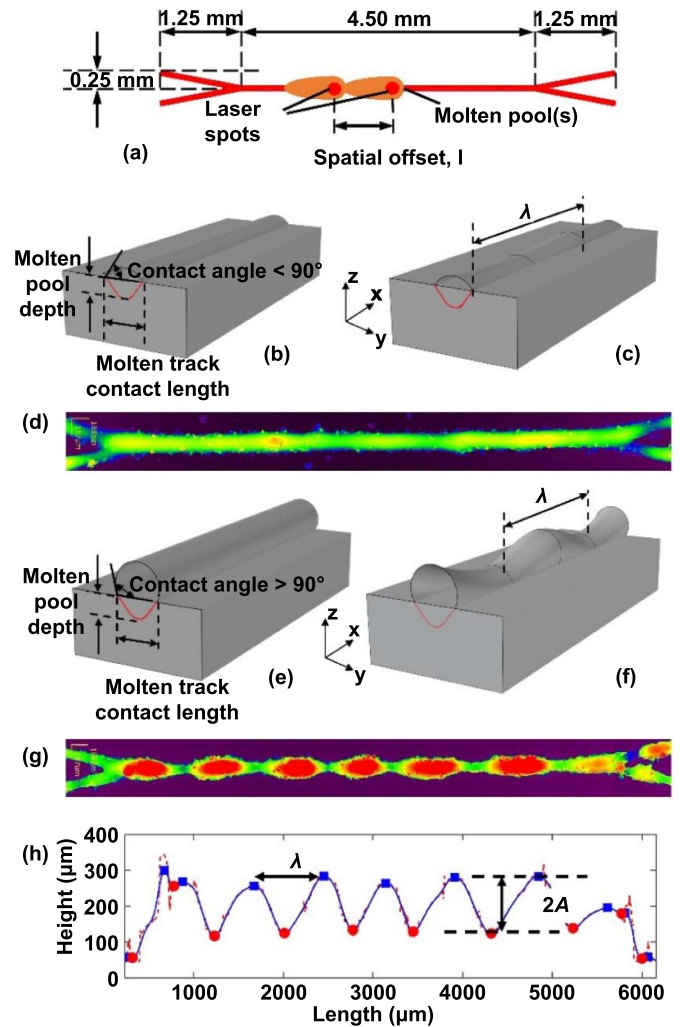 1.25 mm
4.50 mm
1.25 mm
0.25 mm
Laser
spots
Molten pool(s)
(a)
Spatial offset, l
Molten
pool
depth
Contact angle < 90°
(b)
Molten track
contact length
λ
z
x
y
(c)
(d)
Molten
pool
depth
Contact angle > 90°
(e)
Molten track
contact length
λ
z
x
y
(f)
(g)
(h)
Height (µm)
400
300
200
100
0
λ
2A
1000
2000
3000
4000
5000
6000
Length (µm)